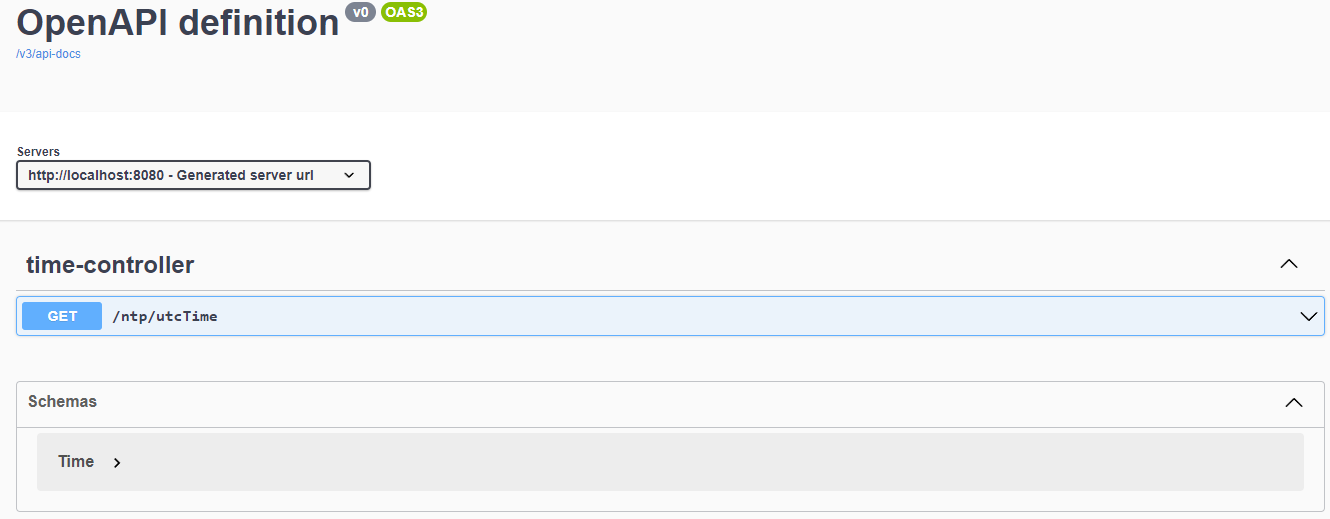 OpenAPI definition v0 OAS3
/v3/api-docs
Servers
http://localhost:8080 - Generated server url
time-controller
GET /ntp/utcTime
Schemas
Time